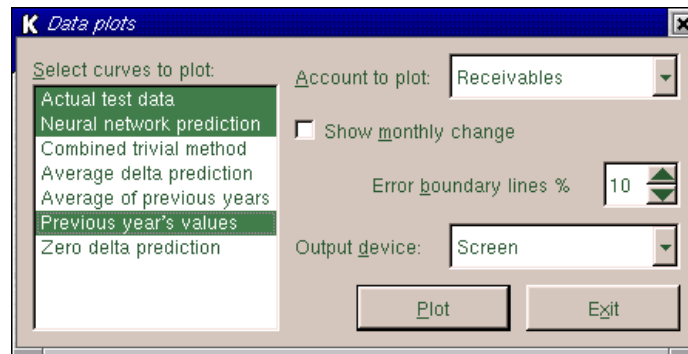 K Data plots
Select curves to plot:
Actual test data
Neural network prediction
Combined trivial method
Average delta prediction
Average of previous years
Previous year's values
Zero delta prediction
Account to plot: Receivables
Show monthly change
Error boundary lines % 10
Output device: Screen
Plot Exit